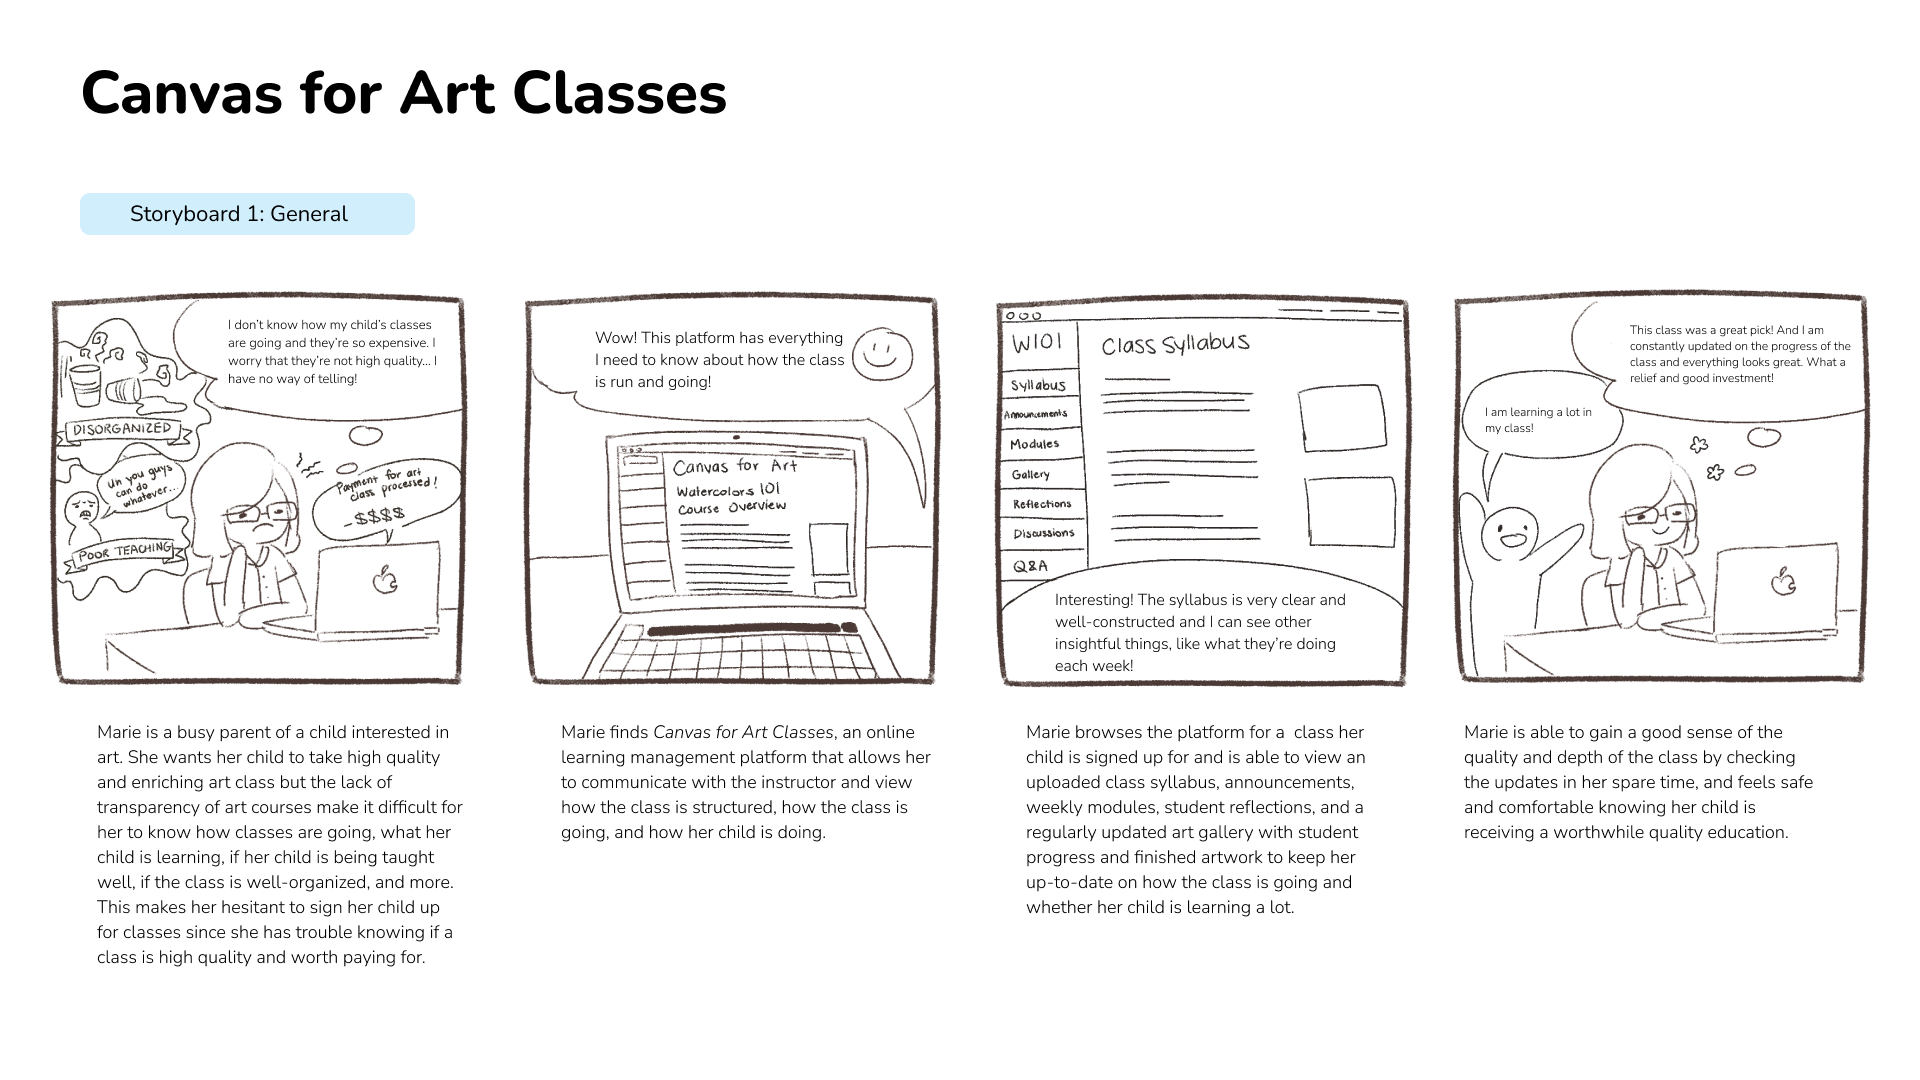 Canvas for Art Classes
Storyboard 1: General
I don't know how my child's classes
are going and they're so expensive. I
worry that they're not high quality... I
have no way of telling!
DISORGANIZED
Uh you guys
can do
whatever...
POOR TEACHING
Payment for art
class processed!
-$$$$
Marie is a busy parent of a child interested in
art. She wants her child to take high quality
and enriching art class but the lack of
transparency of art courses make it difficult for
her to know how classes are going, what her
child is learning, if her child is being taught
well, if the class is well-organized, and more.
This makes her hesitant to sign her child up
for classes since she has trouble knowing if a
class is high quality and worth paying for.
Wow! This platform has everything
I need to know about how the class
is run and going!
Canvas for Art
Watercolors 101
Course Overview
Marie finds Canvas for Art Classes, an online
learning management platform that allows her
to communicate with the instructor and view
how the class is structured, how the class is
going, and how her child is doing.
W101
Syllabus
Announcements
Modules
Gallery
Reflections
Discussions
Q&A
Class Syllabus
Interesting! The syllabus is very clear and
well-constructed and I can see other
insightful things, like what they're doing
each week!
Marie browses the platform for a  class her
child is signed up for and is able to view an
uploaded class syllabus, announcements,
weekly modules, student reflections, and a
regularly updated art gallery with student
progress and finished artwork to keep her
up-to-date on how the class is going and
whether her child is learning a lot.
This class was a great pick! And I am
constantly updated on the progress of the
class and everything looks great. What a
relief and good investment!
I am learning a lot in
my class!
Marie is able to gain a good sense of the
quality and depth of the class by checking
the updates in her spare time, and feels safe
and comfortable knowing her child is
receiving a worthwhile quality education.